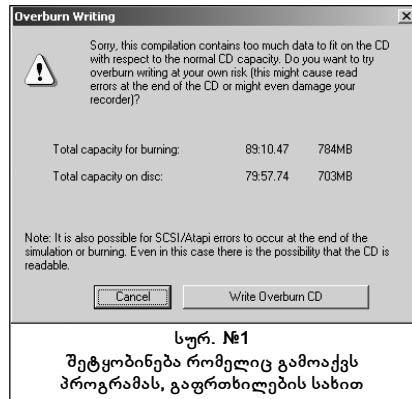 Overburn Writing
Sorry, this compilation contains too much data to fit on the CD
with respect to the normal CD capacity. Do you want to try
overburn writing at your own risk (this might cause read
errors at the end of the CD or might even damage your
recorder)?
Total capacity for burning: 89:10.47 784MB
Total capacity on disc: 79:57.74 703MB
Note: It is also possible for SCSI/Atapi errors to occur at the end of the
simulation or burning. Even in this case there is the possibility that the CD is
readable.
Cancel Write Overburn CD
სურ. №1
შეტყობინება რომელიც გამოაქვს
პროგრამას, გაფრთხილების სახით